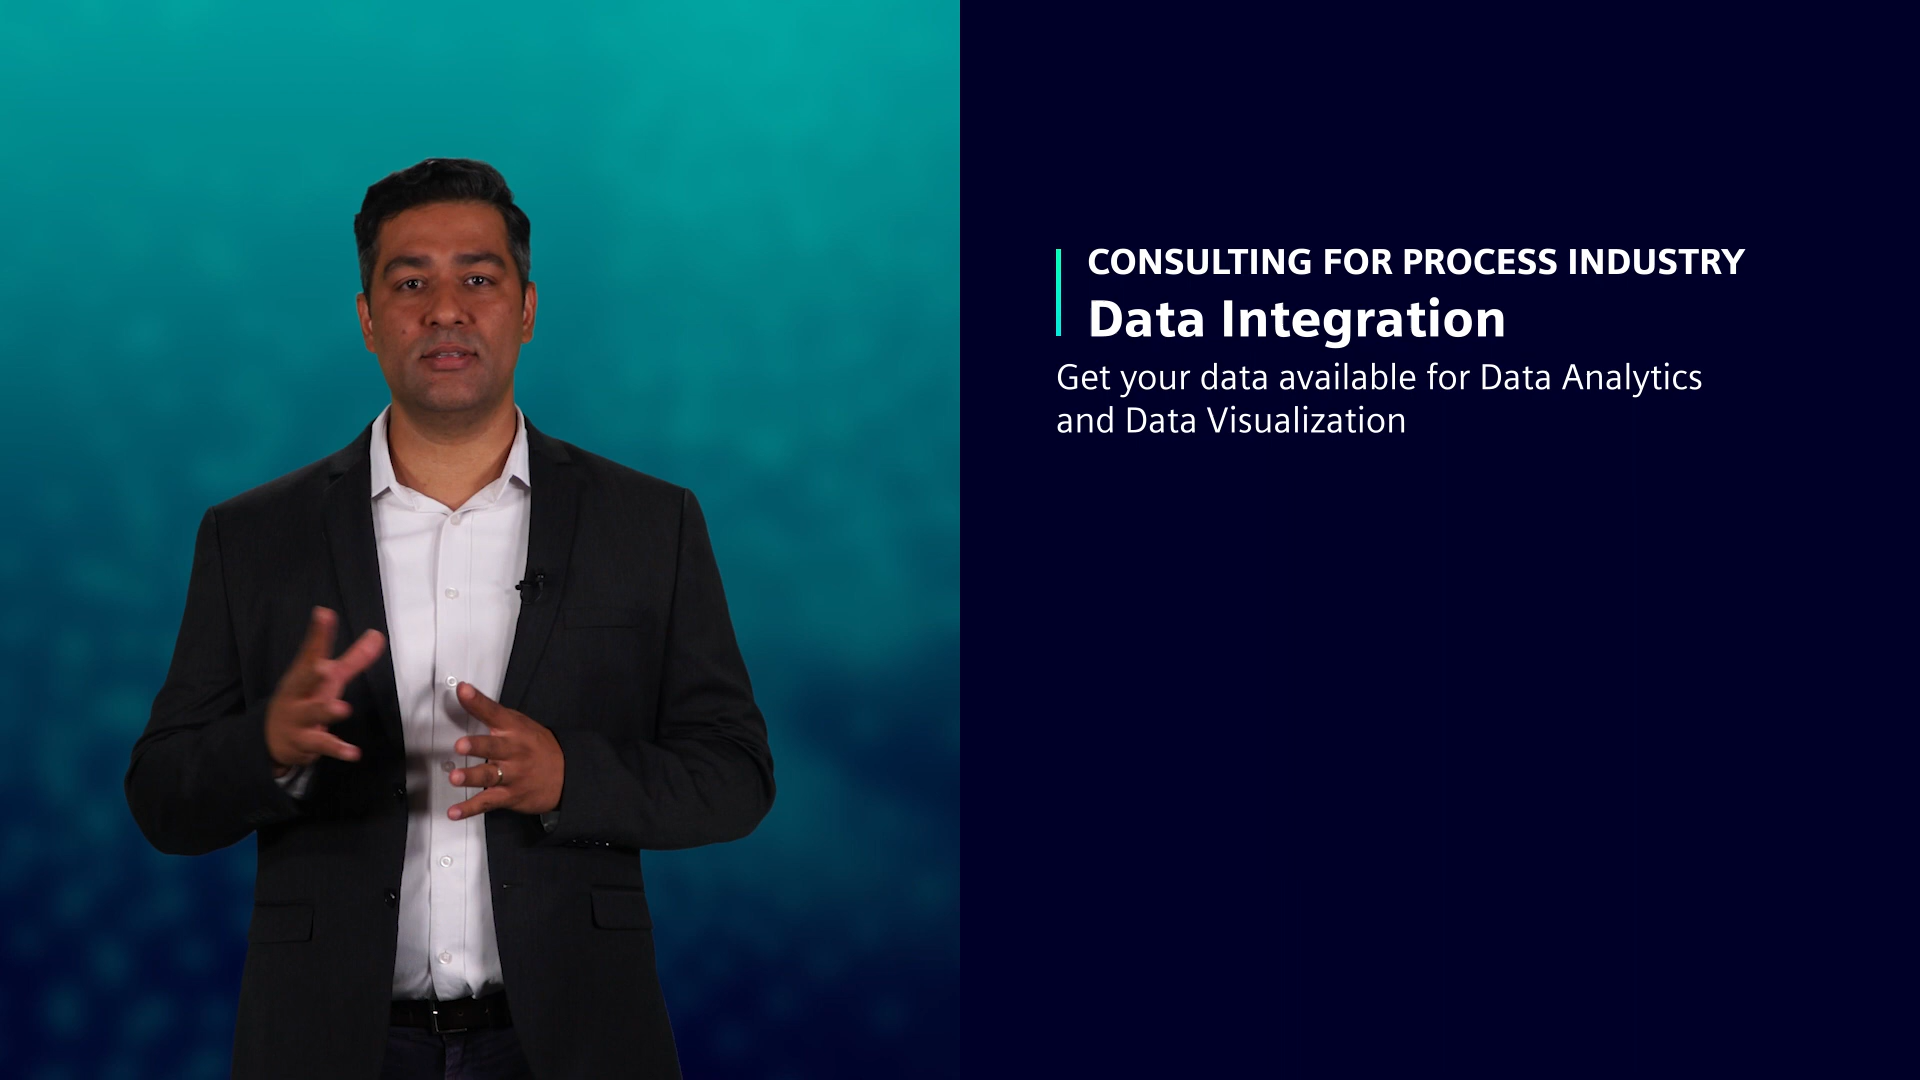 CONSULTING FOR PROCESS INDUSTRY
Data Integration
Get your data available for Data Analytics
and Data Visualization